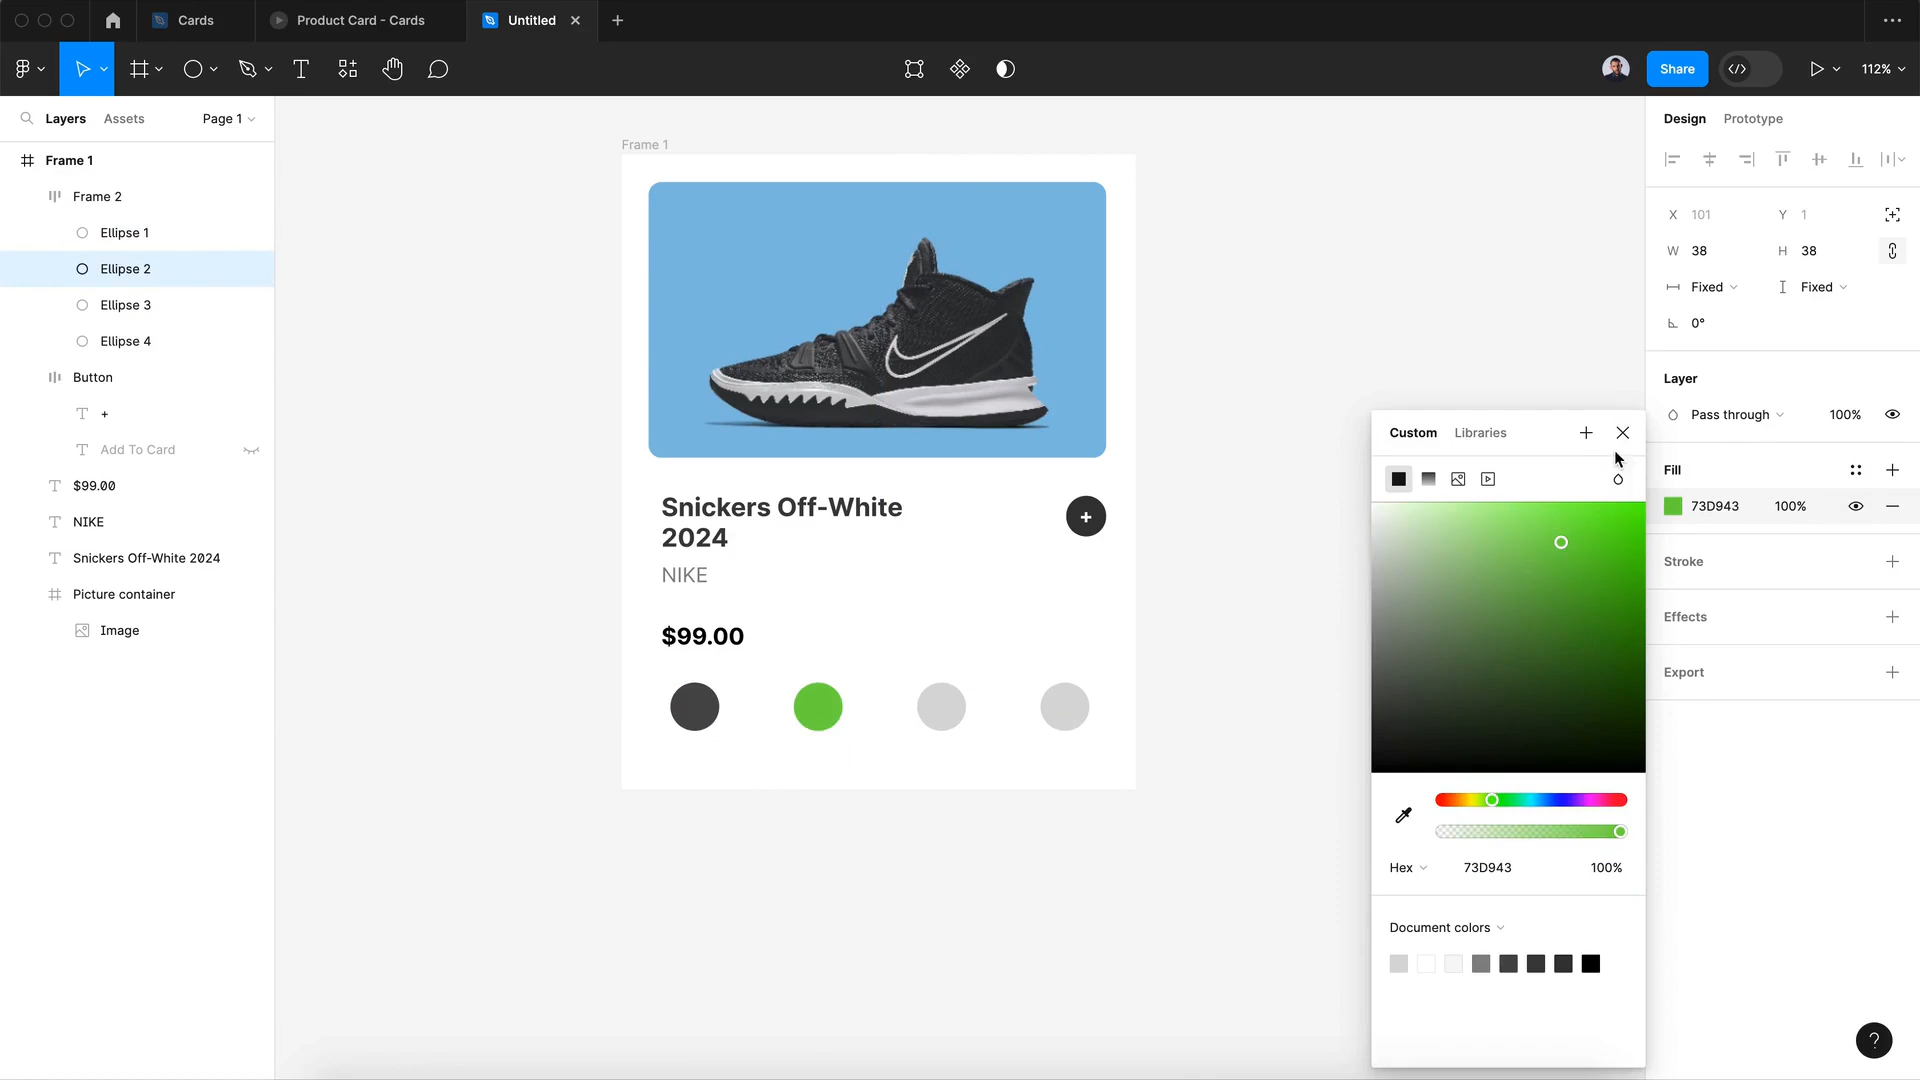 Cards
Product Card - Cards
Untitled
Share
112%
Layers
Assets
Page 1
Frame 1
Frame 2
Ellipse 1
Ellipse 2
Ellipse 3
Ellipse 4
Button
+
Add To Card
$99.00
NIKE
Snickers Off-White 2024
Picture container
Image
Frame 1
Snickers Off-White
2024
+
NIKE
$99.00
Custom
Libraries
Hex
73D943
100%
Document colors
Design
Prototype
X 101
Y 1
W 38
H 38
Fixed
Fixed
0°
Layer
Pass through
100%
Fill
73D943
100%
Stroke
Effects
Export
?